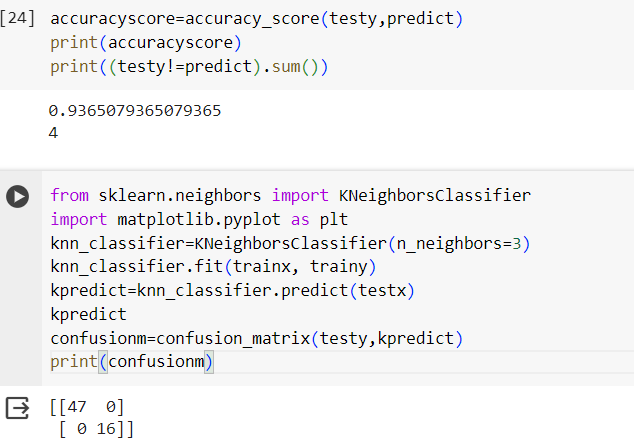 [24] accuracyscore=accuracy_score(testy,predict)
print(accuracyscore)
print((testy!=predict).sum())
0.9365079365079365
4
from sklearn.neighbors import KNeighborsClassifier
import matplotlib.pyplot as plt
knn_classifier=KNeighborsClassifier(n_neighbors=3)
knn_classifier.fit(trainx, trainy)
kpredict=knn_classifier.predict(testx)
kpredict
confusionm=confusion_matrix(testy,kpredict)
print(confusionm)
[[47  0]
 [ 0 16]]